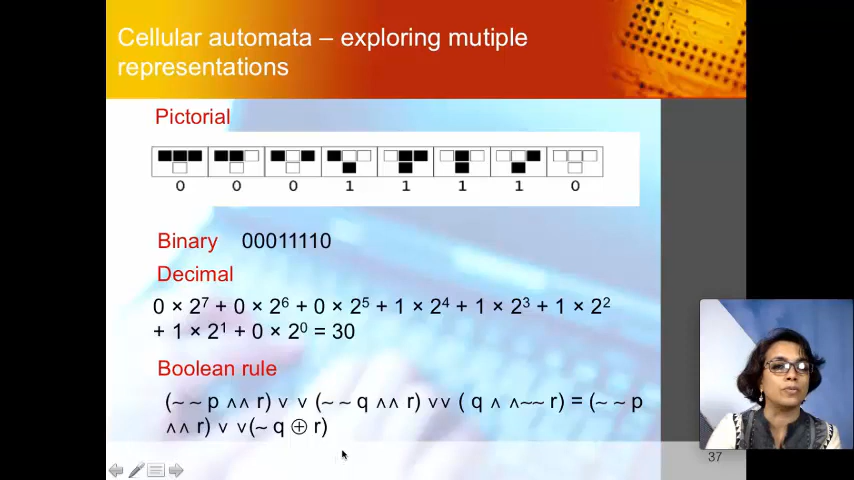 Cellular automata – exploring mutiple
representations
Pictorial
0 0 0 1 1 1 1 0
Binary 00011110
Decimal
0 × 2⁷ + 0 × 2⁶ + 0 × 2⁵ + 1 × 2⁴ + 1 × 2³ + 1 × 2²
+ 1 × 2¹ + 0 × 2⁰ = 30
Boolean rule
(~ ~ p ∧∧ r) ∨ ∨ (~ ~ q ∧∧ r) ∨∨ ( q ∧ ∧~~ r) = (~ ~ p
∧∧ r) ∨ ∨(~ q ⊕ r)
37